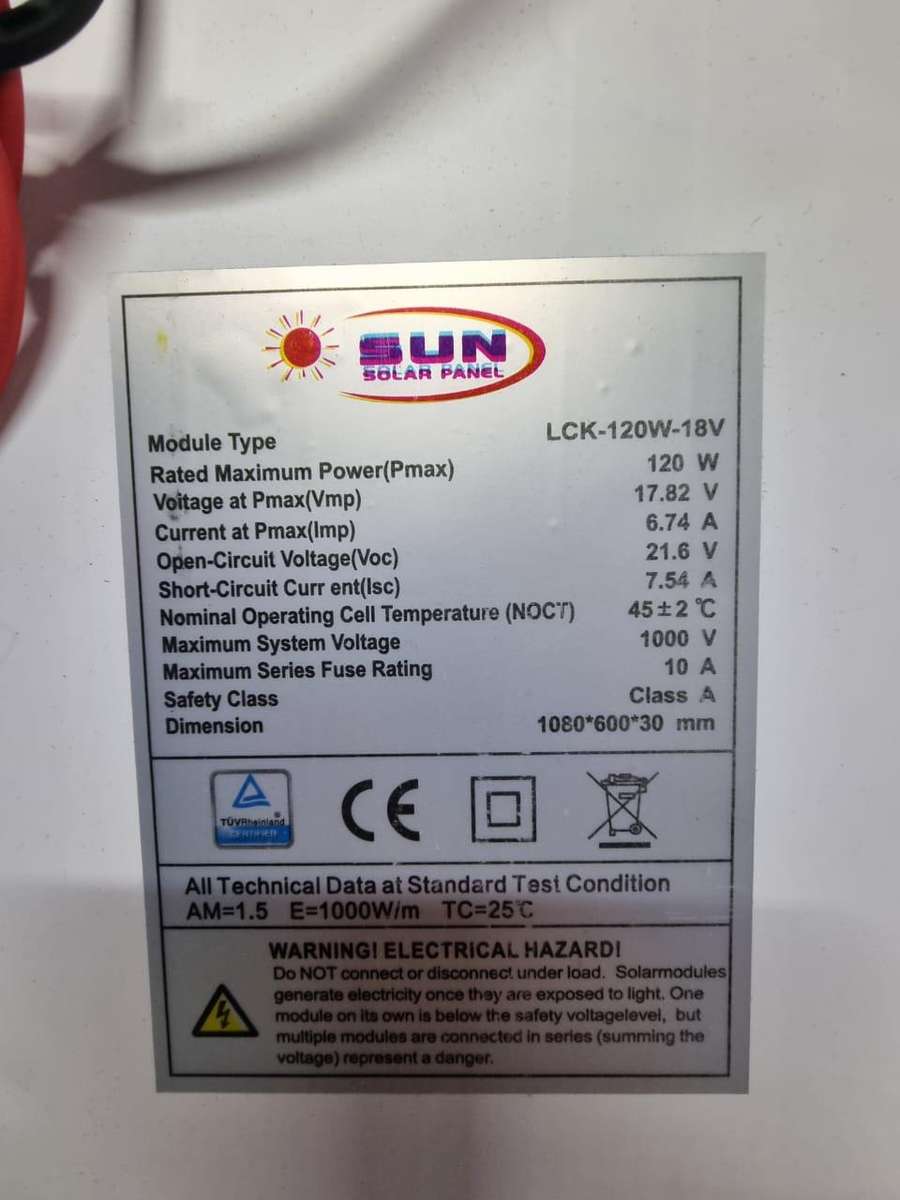 SUN
SOLAR PANEL
Module Type LCK-120W-18V
Rated Maximum Power(Pmax) 120 W
Voitage at Pmax(Vmp) 17.82 V
Current at Pmax(Imp) 6.74 A
Open-Circuit Voltage(Voc) 21.6 V
Short-Circuit Curr ent(Isc) 7.54 A
Nominal Operating Cell Temperature (NOCT) 45±2 ℃
Maximum System Voltage 1000 V
Maximum Series Fuse Rating 10 A
Safety Class Class A
Dimension 1080*600*30 mm
TÜVRheinland®
CERTIFIED
CE
All Technical Data at Standard Test Condition
AM=1.5 E=1000W/m TC=25℃
WARNING! ELECTRICAL HAZARD!
Do NOT connect or disconnect under load. Solarmodules
generate electricity once they are exposed to light. One
module on its own is below the safety voltagelevel, but
multiple modules are connected in series (summing the
voltage) represent a danger.